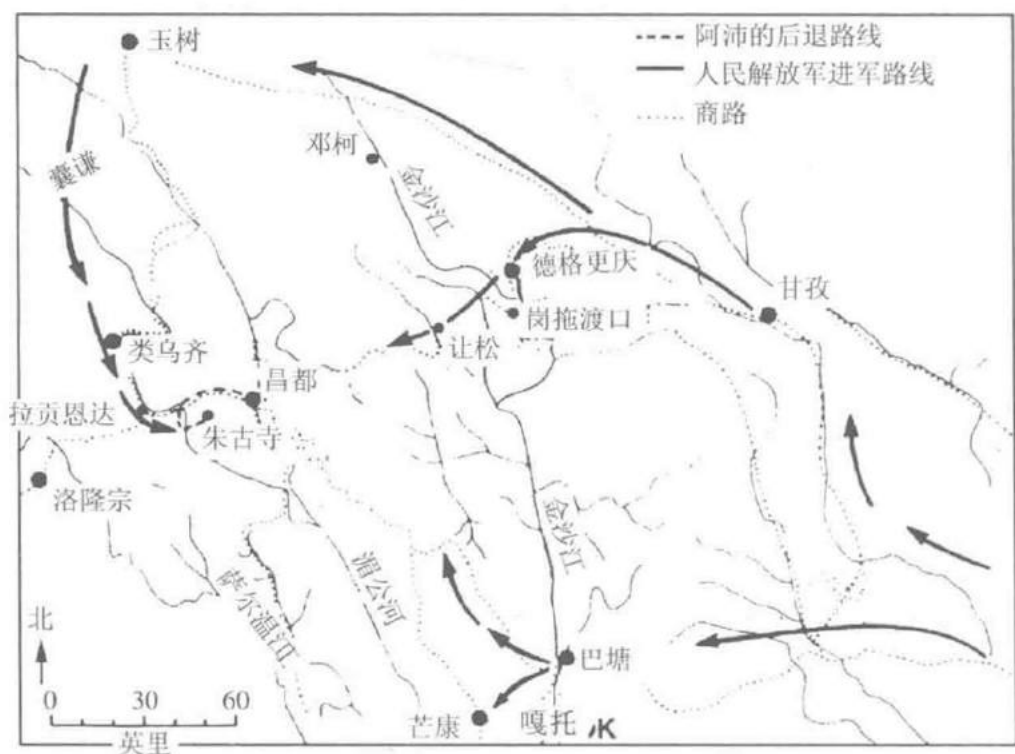 玉树
阿沛的后退路线
人民解放军进军路线
商路
邓柯
金沙江
囊谦
德格更庆
甘孜
岗拖渡口
让松
类乌齐
昌都
拉贡恩达
朱古寺
洛隆宗
金沙江
湄公河
萨尔温江
北
巴塘
0 30 60
芒康
嘎托
K
英里